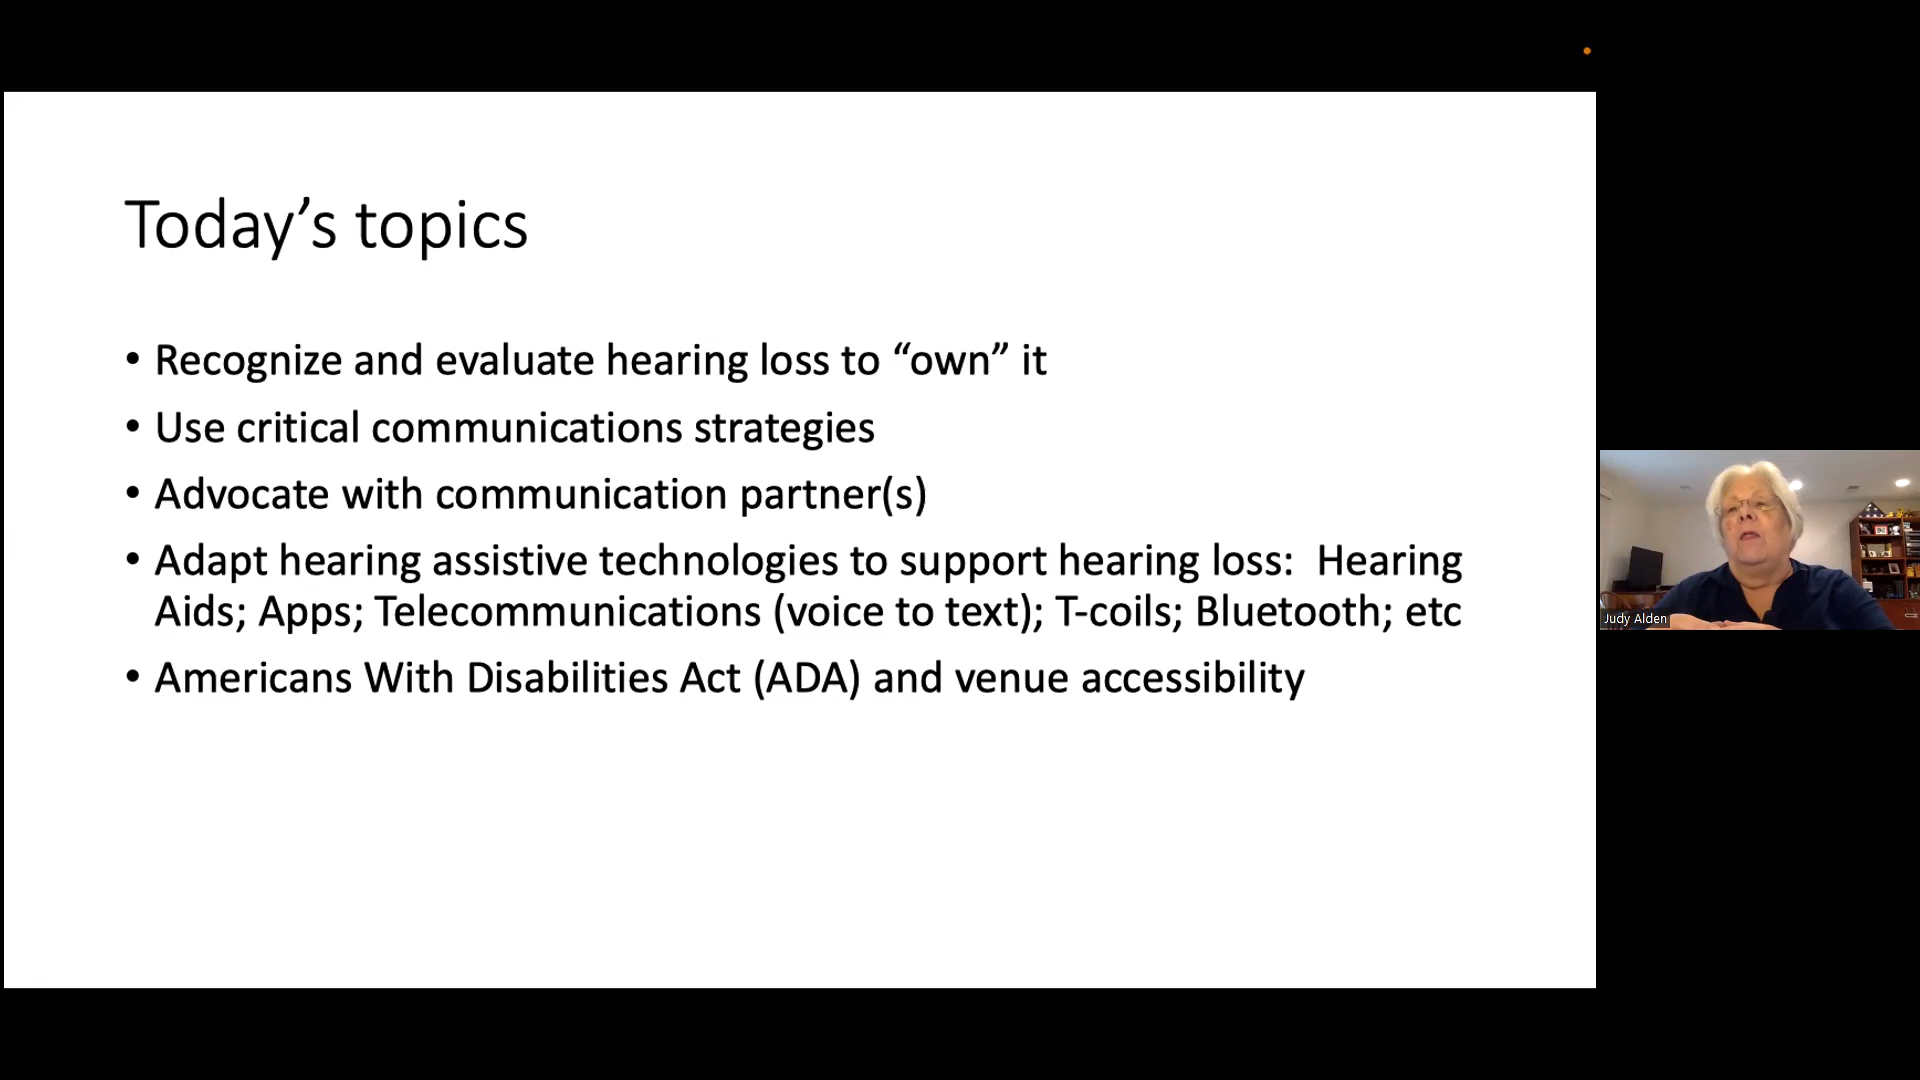 Today’s topics
• Recognize and evaluate hearing loss to “own” it
• Use critical communications strategies
• Advocate with communication partner(s)
• Adapt hearing assistive technologies to support hearing loss:  Hearing
Aids; Apps; Telecommunications (voice to text); T-coils; Bluetooth; etc
• Americans With Disabilities Act (ADA) and venue accessibility
Judy Alden